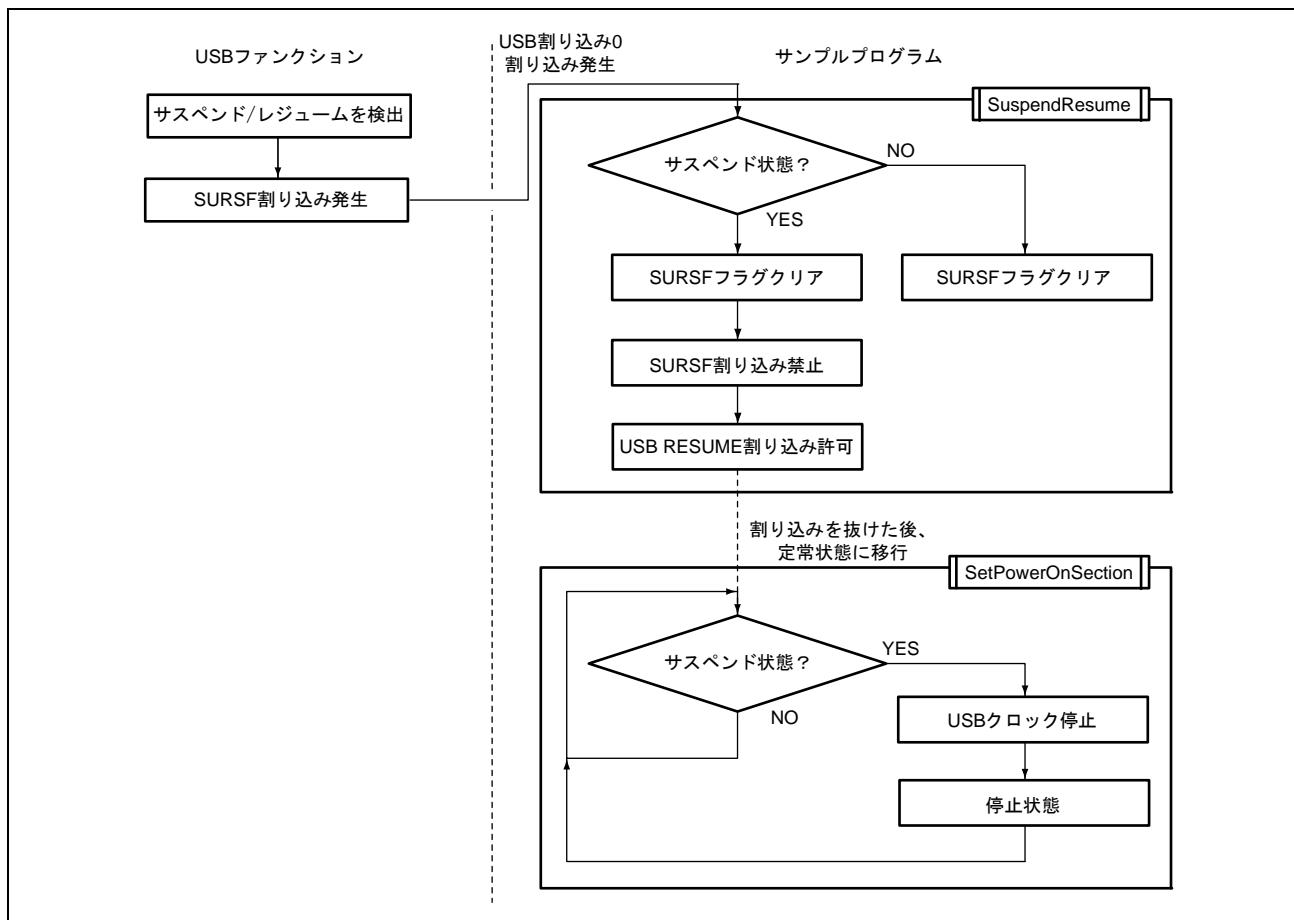 USBファンクション
USB割り込み0
割り込み発生
サンプルプログラム
サスペンド/レジュームを検出
SURSF割り込み発生
SuspendResume
サスペンド状態？
NO
YES
SURSFフラグクリア
SURSFフラグクリア
SURSF割り込み禁止
USB RESUME割り込み許可
割り込みを抜けた後、
定常状態に移行
SetPowerOnSection
サスペンド状態？
YES
NO
USBクロック停止
停止状態